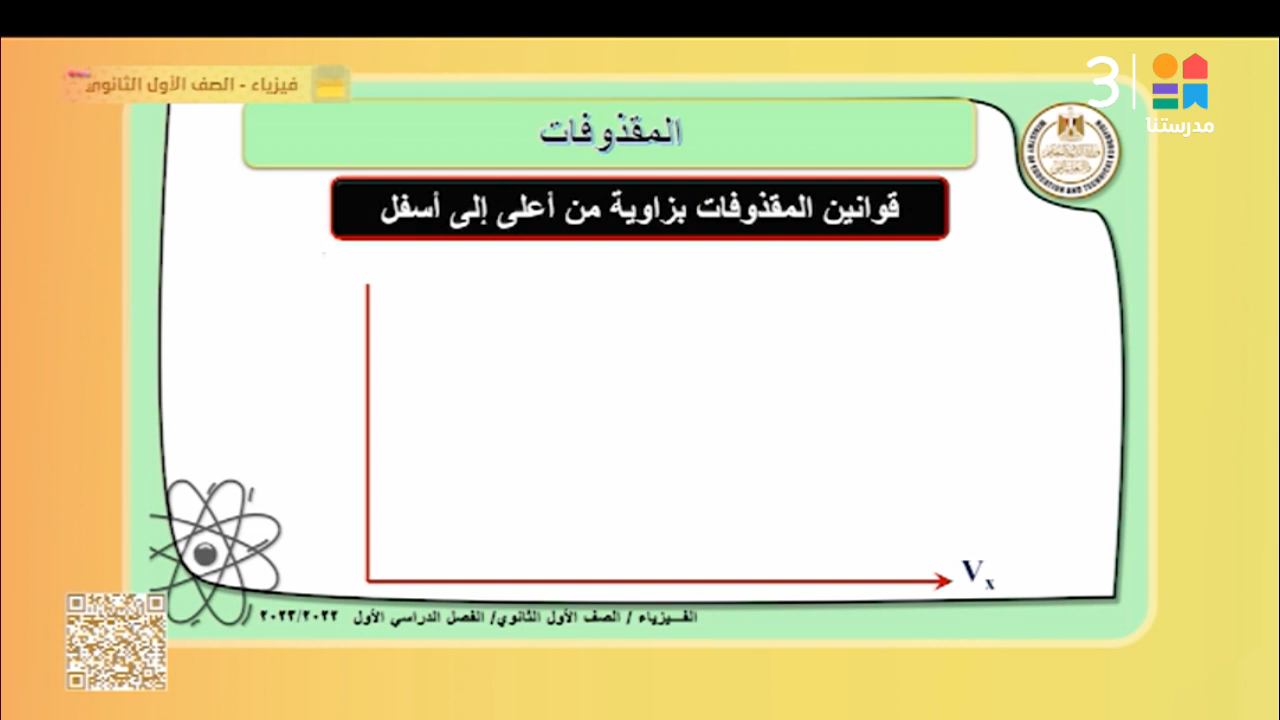 3
مدرستنا
فيزياء - الصف الأول الثانوي
المقذوفات
قوانين المقذوفات بزاوية من أعلى إلى أسفل
Vx
الفـيزياء / الصف الأول الثانوي/ الفصل الدراسي الأول ٢٠٢٣/٢٠٢٢